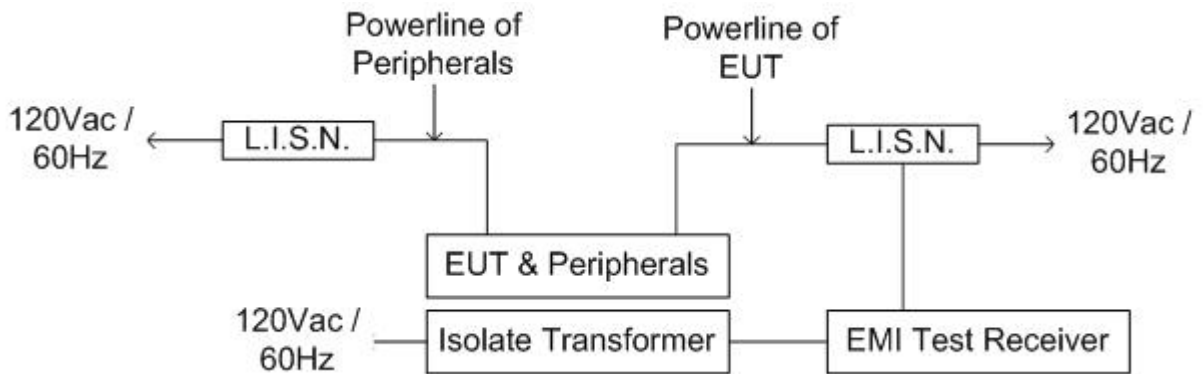 Powerline of
Peripherals
Powerline of
EUT
120Vac /
60Hz
L.I.S.N.
L.I.S.N.
120Vac /
60Hz
EUT & Peripherals
120Vac /
60Hz
Isolate Transformer
EMI Test Receiver